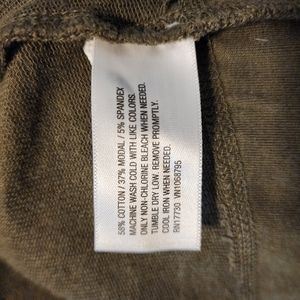 58% COTTON / 37% MODAL / 5% SPANDEX
MACHINE WASH COLD WITH LIKE COLORS.
ONLY NON-CHLORINE BLEACH WHEN NEEDED.
TUMBLE DRY LOW. REMOVE PROMPTLY.
COOL IRON WHEN NEEDED.
RN17730 VN1068795